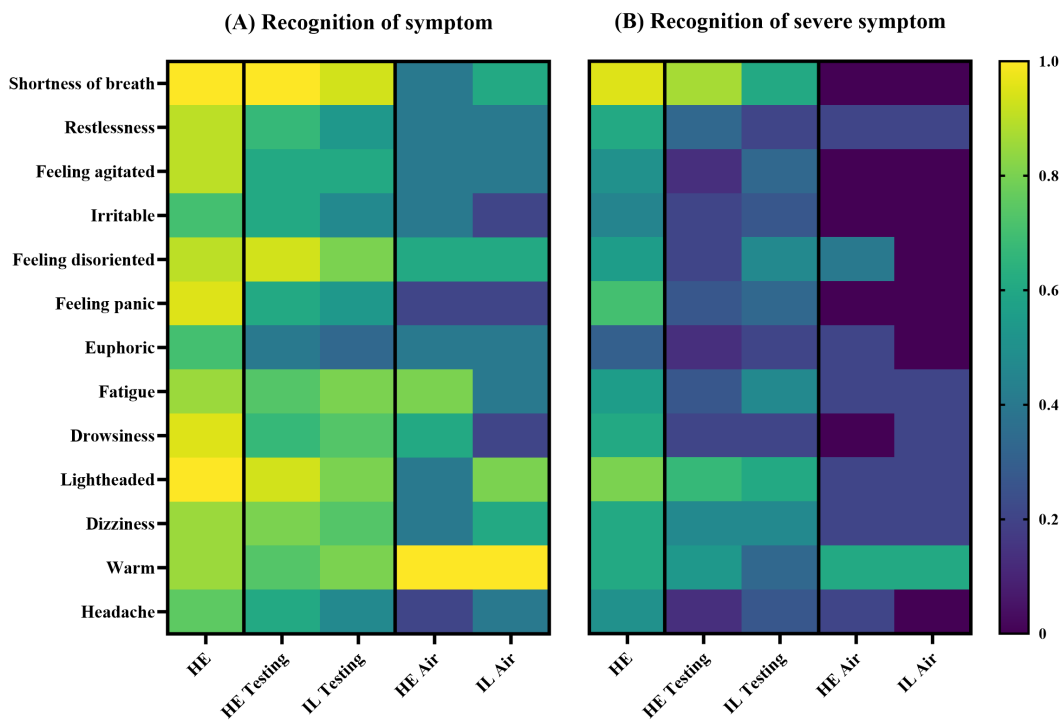 (A) Recognition of symptom
(B) Recognition of severe symptom
Shortness of breath
Restlessness
Feeling agitated
Irritable
Feeling disoriented
Feeling panic
Euphoric
Fatigue
Drowsiness
Lightheaded
Dizziness
Warm
Headache
HE
HE Testing
IL Testing
HE Air
IL Air
HE
HE Testing
IL Testing
HE Air
IL Air
1.0
0.8
0.6
0.4
0.2
0